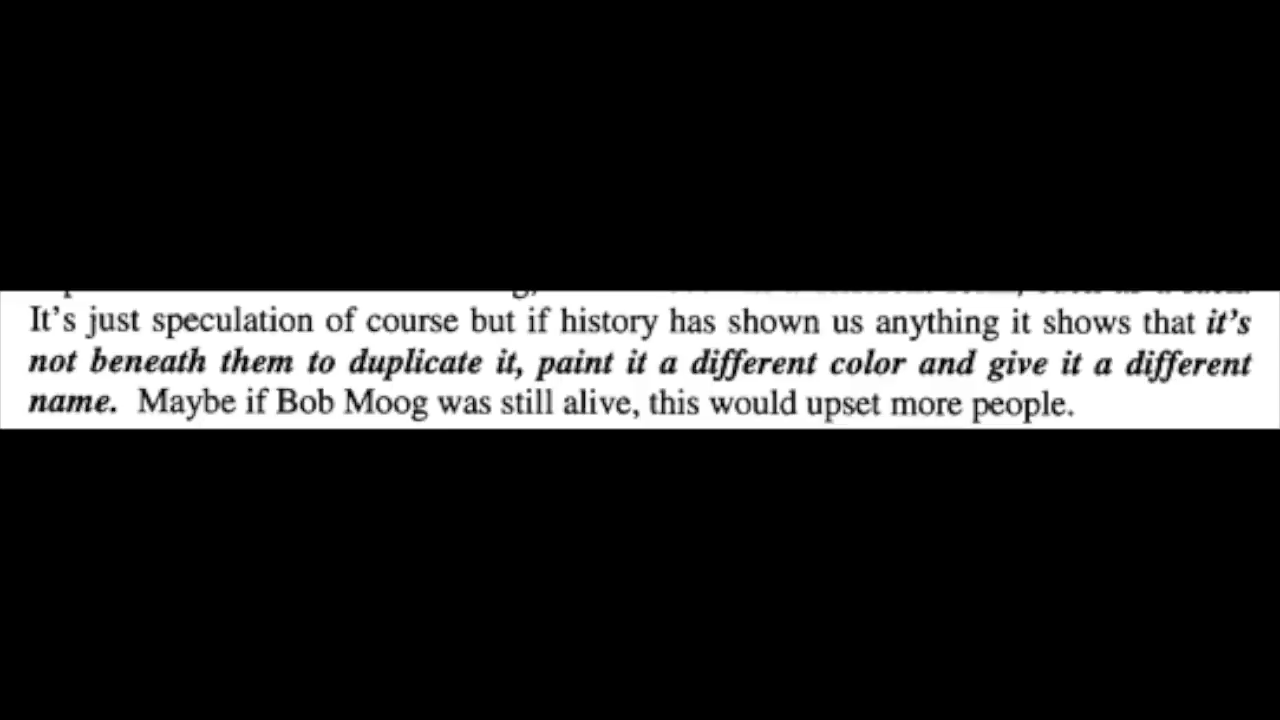 It's just speculation of course but if history has shown us anything it shows that it's
not beneath them to duplicate it, paint it a different color and give it a different
name. Maybe if Bob Moog was still alive, this would upset more people.